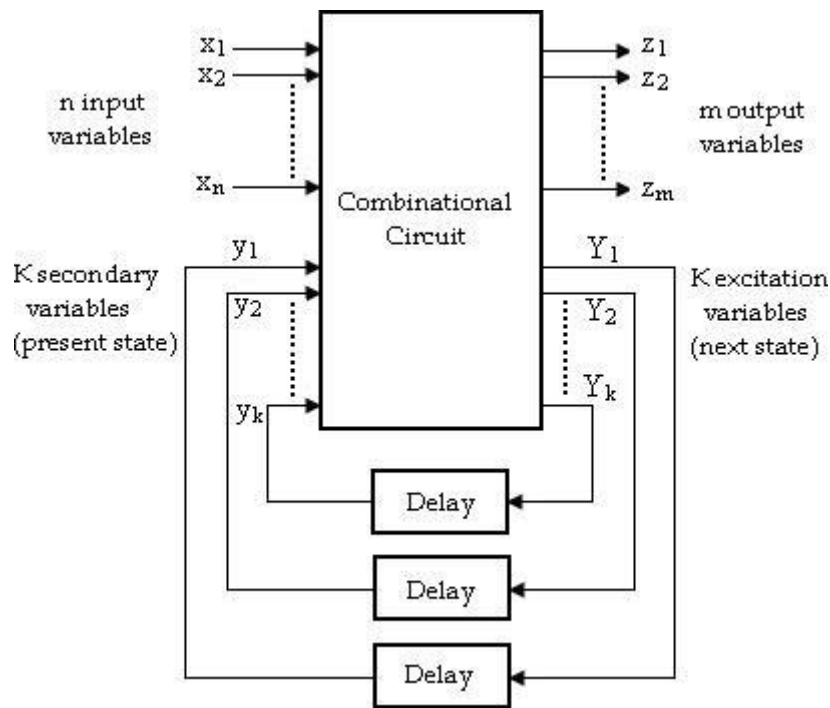 x1
x2
n input
variables
xn
z1
z2
m output
variables
zm
Combinational
Circuit
K secondary
variables
(present state)
y1
y2
yk
Y1
Y2
Yk
K excitation
variables
(next state)
Delay
Delay
Delay